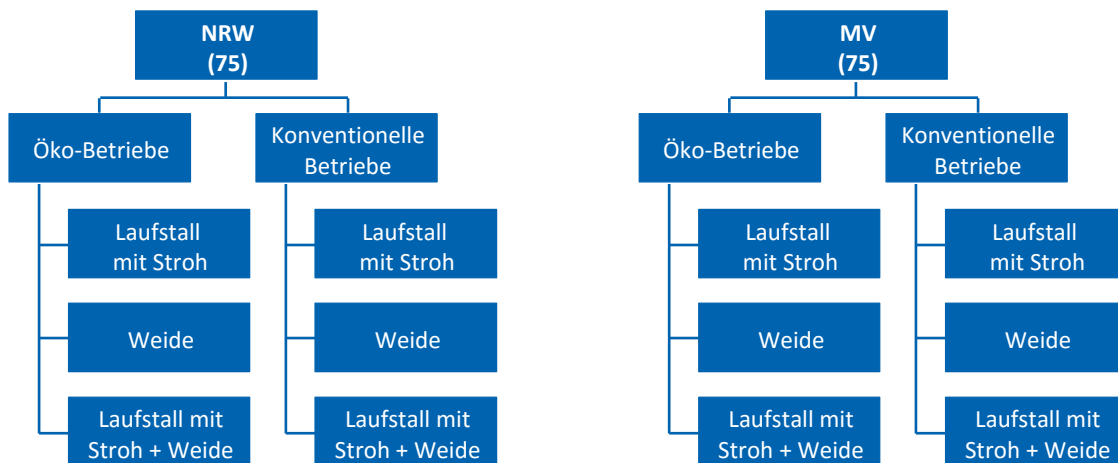 NRW
(75)
Öko-Betriebe
Konventionelle
Betriebe
Laufstall
mit Stroh
Laufstall
mit Stroh
Weide
Weide
Laufstall mit
Stroh + Weide
Laufstall mit
Stroh + Weide
MV
(75)
Öko-Betriebe
Konventionelle
Betriebe
Laufstall
mit Stroh
Laufstall
mit Stroh
Weide
Weide
Laufstall mit
Stroh + Weide
Laufstall mit
Stroh + Weide